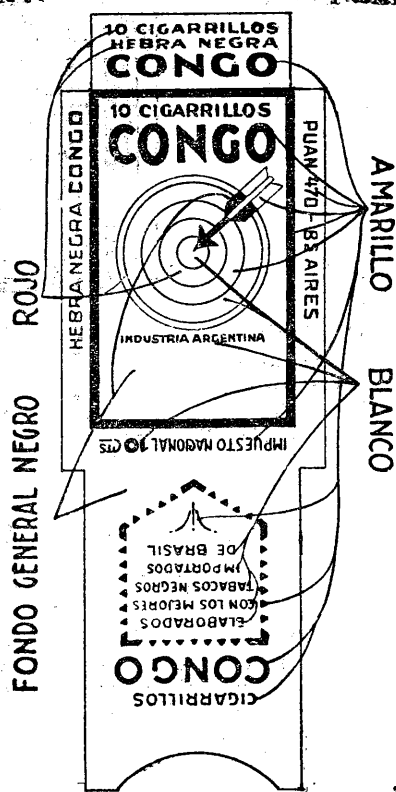 10 CIGARRILLOS
HEBRA NEGRA
CONGO
10 CIGARRILLOS
CONGO
INDUSTRIA ARGENTINA
HEBRA NEGRA CONGO
PUAN 470 - BS AIRES
IMPUESTO NACIONAL 10 CTS
CIGARRILLOS
CONGO
ELABORADOS
CON LOS MEJORES
TABACOS NEGROS
IMPORTADOS
DE BRASIL
AMARILLO
BLANCO
ROJO
FONDO GENERAL NEGRO